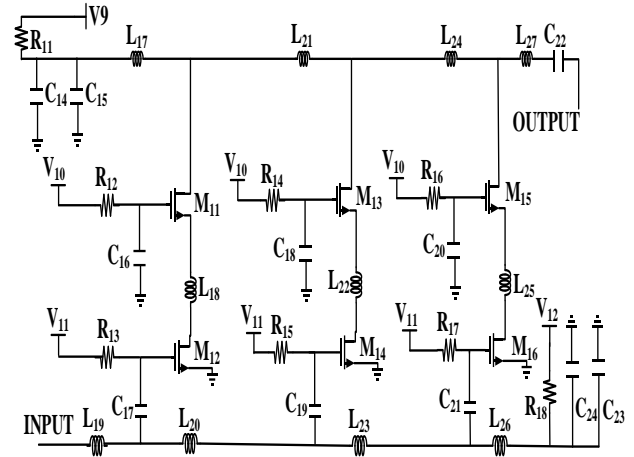 V9
R11
L17
L21
L24
L27
C22
C14
C15
OUTPUT
V10
R12
M11
V10
R14
M13
V10
R16
M15
C16
C18
C20
L18
L22
L25
V12
V11
R13
M12
V11
R15
M14
V11
R17
M16
C17
C19
C21
R18
C24
C23
INPUT
L19
L20
L23
L26